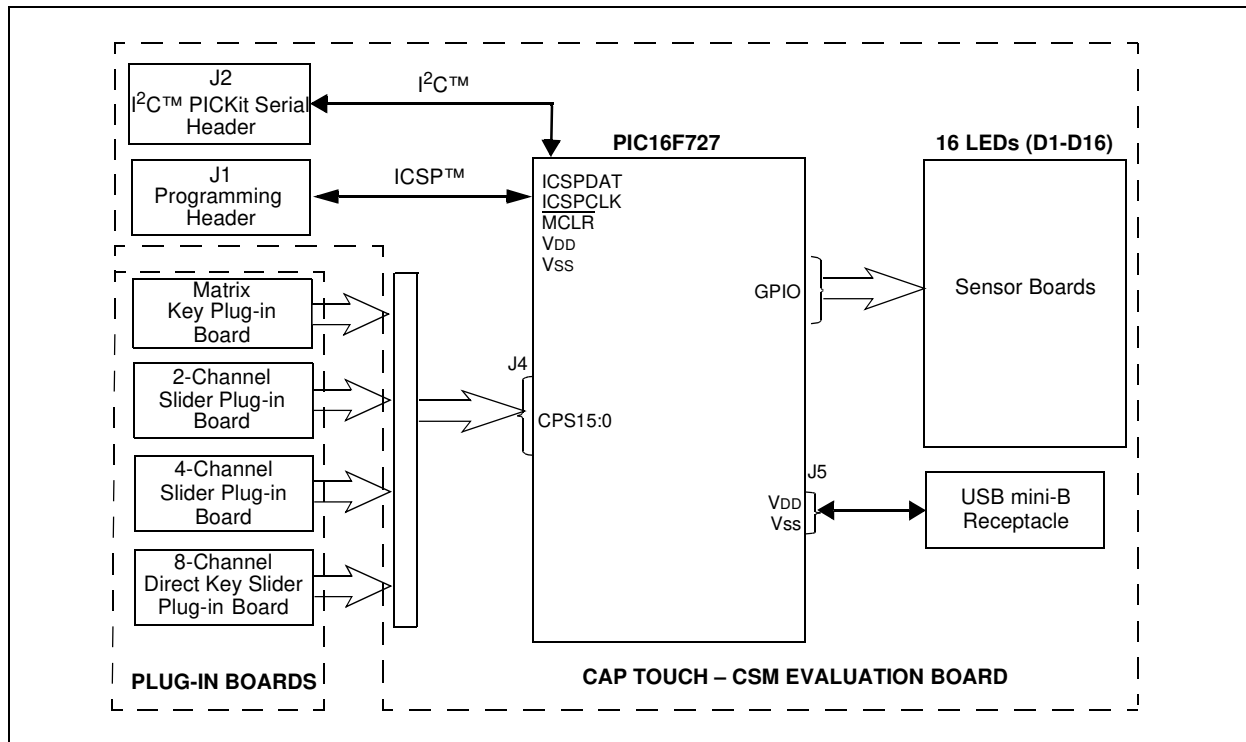 J2
I²C™ PICKit Serial
Header
I²C™
J1
Programming
Header
ICSP™
PIC16F727
ICSPDAT
ICSPCLK
MCLR
VDD
VSS
GPIO
16 LEDs (D1-D16)
Sensor Boards
Matrix
Key Plug-in
Board
2-Channel
Slider Plug-in
Board
4-Channel
Slider Plug-in
Board
8-Channel
Direct Key Slider
Plug-in Board
J4
CPS15:0
J5
VDD
Vss
USB mini-B
Receptacle
PLUG-IN BOARDS
CAP TOUCH – CSM EVALUATION BOARD